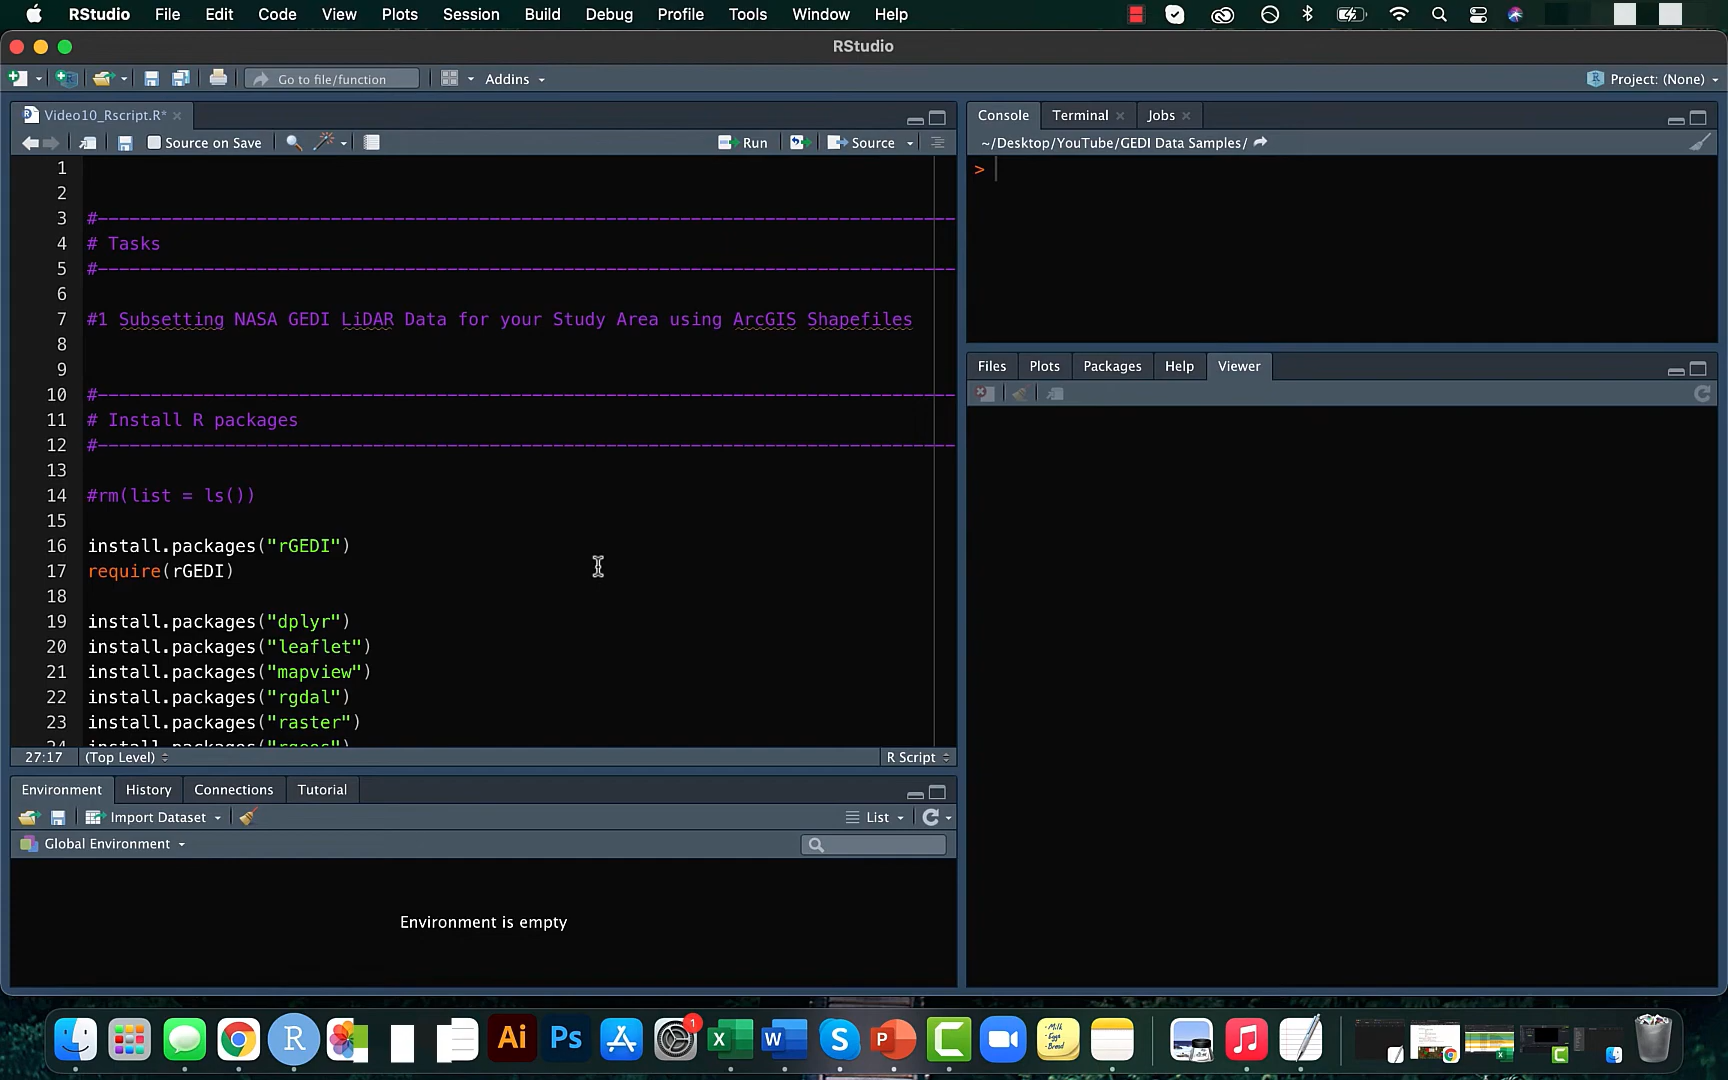 RStudio File Edit Code View Plots Session Build Debug Profile Tools Window Help
RStudio
Go to file/function Addins Project: (None)
Video10_Rscript.R*
Source on Save Run Source
1
2
3 #-----------------------------------------------------------------------------------
4 # Tasks
5 #-----------------------------------------------------------------------------------
6
7 #1 Subsetting NASA GEDI LiDAR Data for your Study Area using ArcGIS Shapefiles
8
9
10 #-----------------------------------------------------------------------------------
11 # Install R packages
12 #-----------------------------------------------------------------------------------
13
14 #rm(list = ls())
15
16 install.packages("rGEDI")
17 require(rGEDI)
18
19 install.packages("dplyr")
20 install.packages("leaflet")
21 install.packages("mapview")
22 install.packages("rgdal")
23 install.packages("raster")
27:17 (Top Level) R Script
Environment History Connections Tutorial
Import Dataset List
Global Environment
Environment is empty
Console Terminal Jobs
~/Desktop/YouTube/GEDI Data Samples/
>
Files Plots Packages Help Viewer
R Ai Ps 1 X W S P C